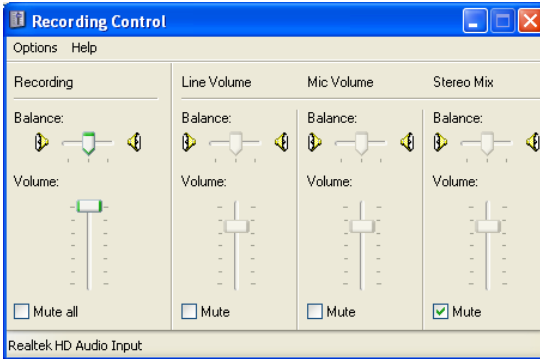 Recording Control
Options Help
Recording Line Volume Mic Volume Stereo Mix
Balance: Balance: Balance: Balance:
Volume: Volume: Volume: Volume:
Mute all Mute Mute Mute
Realtek HD Audio Input